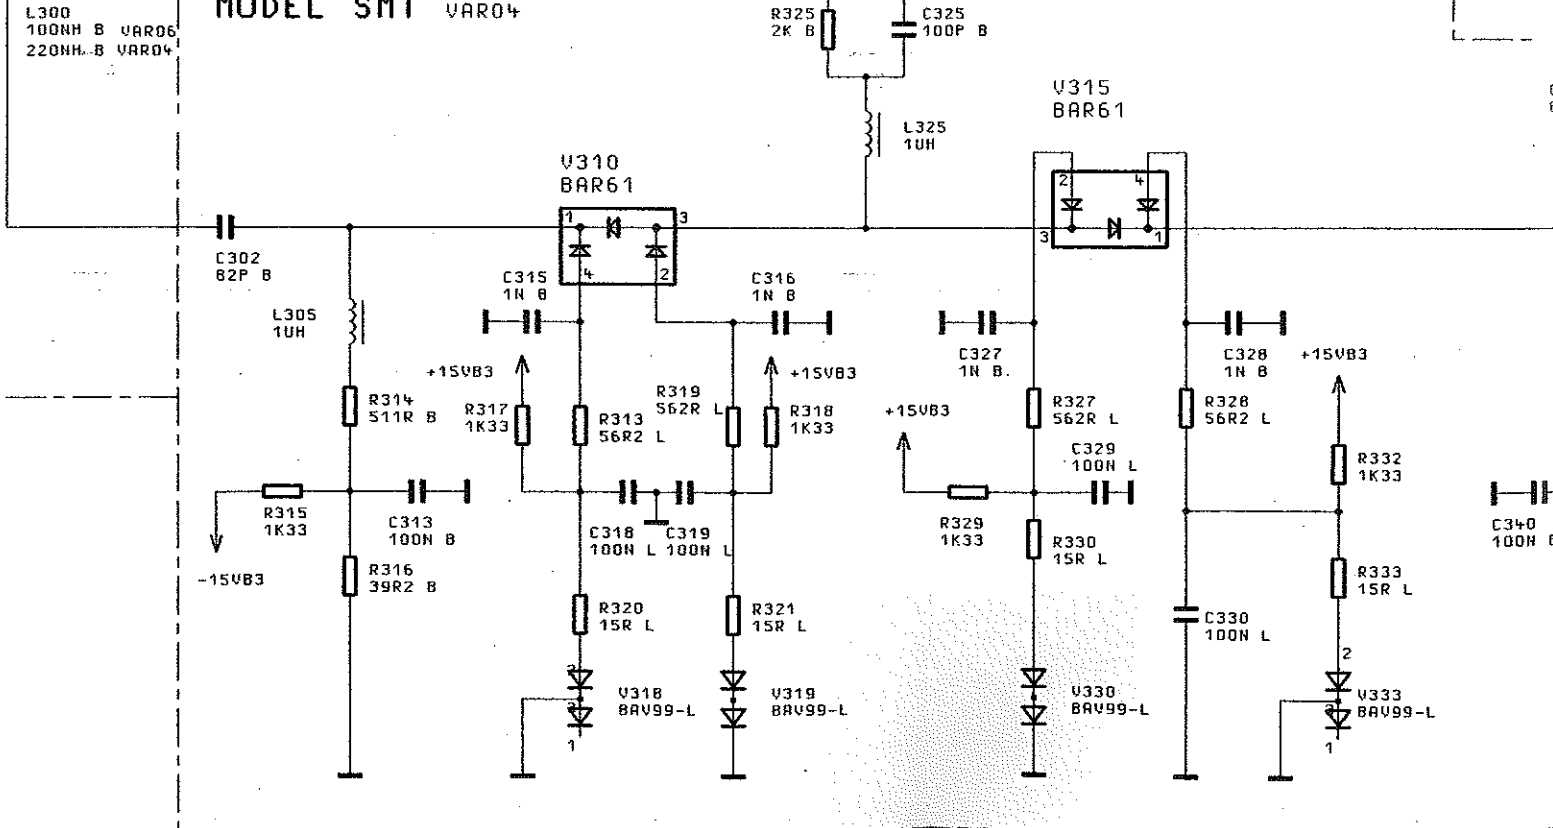 L300
100NH B VAR06
220NH B VAR04
MODEL SMT VAR04
R325
2K B
C325
100P B
V315
BAR61
L325
1UH
V310
BAR61
2
4
1
3
3
1
C302
82P B
4
2
C315
1N B
C316
1N B
L305
1UH
C327
1N B
C328
1N B
+15VB3
+15VB3
+15VB3
R314
511R B
R317
1K33
R313
56R2 L
R319
562R L
R318
1K33
+15VB3
R327
562R L
R328
56R2 L
C329
100N L
R332
1K33
R315
1K33
C313
100N B
C318
100N L
C319
100N L
R329
1K33
R330
15R L
C340
100N
-15VB3
R316
39R2 B
R333
15R L
R320
15R L
R321
15R L
C330
100N L
2
V318
BAV99-L
V319
BAV99-L
V330
BAV99-L
V333
BAV99-L
1
1